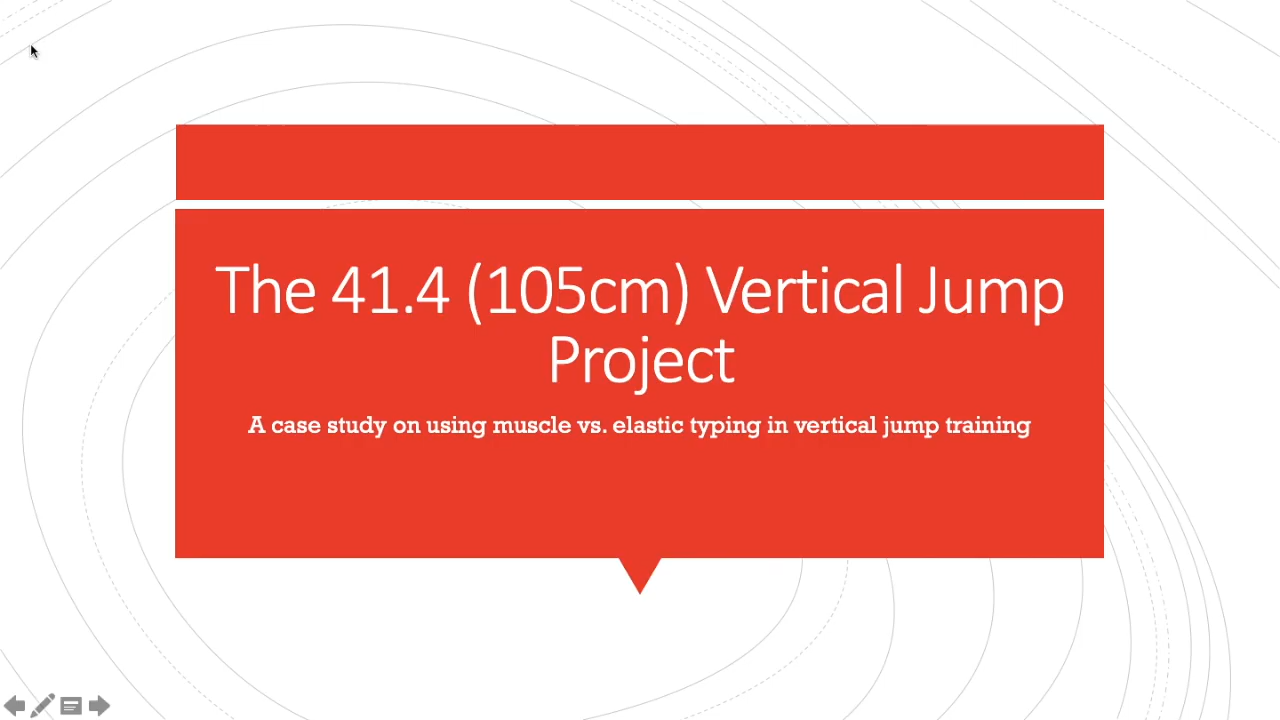 The 41.4 (105cm) Vertical Jump
Project
A case study on using muscle vs. elastic typing in vertical jump training